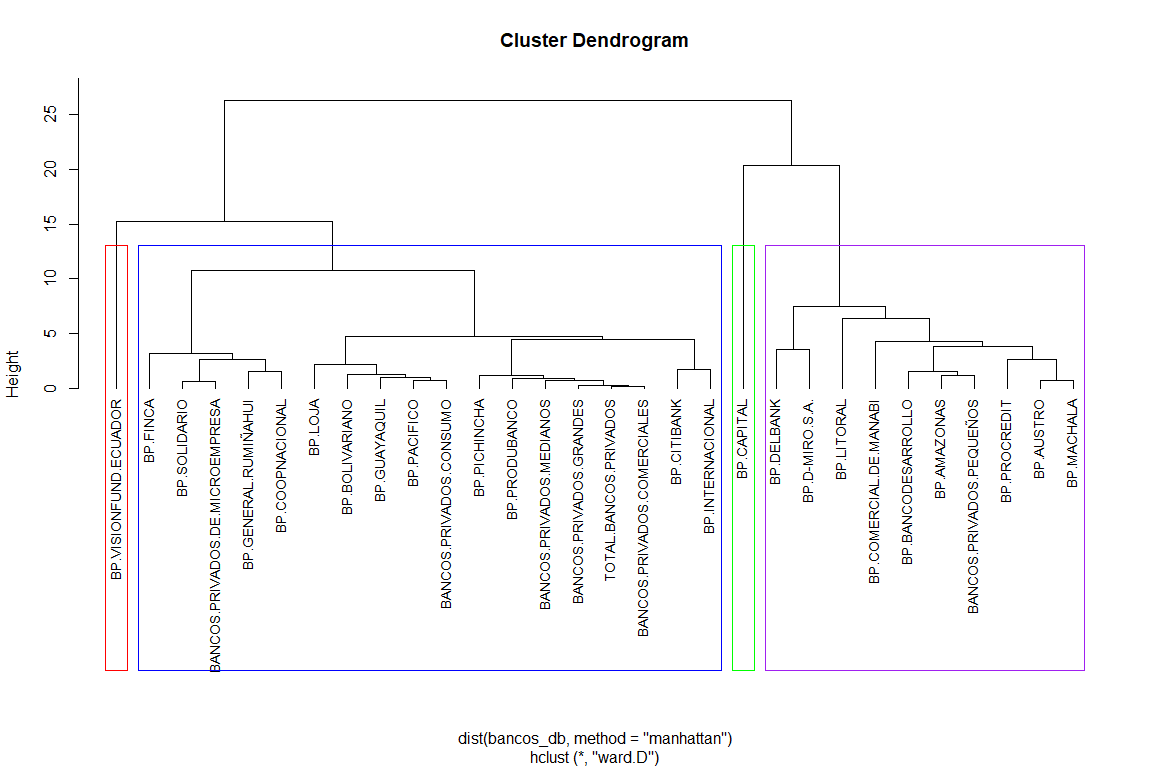 Cluster Dendrogram
Height
0
5
10
15
20
25
BP.VISIONFUND.ECUADOR
BP.FINCA
BP.SOLIDARIO
BANCOS.PRIVADOS.DE.MICROEMPRESA
BP.GENERAL.RUMIÑAHUI
BP.COOPNACIONAL
BP.LOJA
BP.BOLIVARIANO
BP.GUAYAQUIL
BP.PACIFICO
BANCOS.PRIVADOS.CONSUMO
BP.PICHINCHA
BP.PRODUBANCO
BANCOS.PRIVADOS.MEDIANOS
BANCOS.PRIVADOS.GRANDES
TOTAL.BANCOS.PRIVADOS
BANCOS.PRIVADOS.COMERCIALES
BP.CITIBANK
BP.INTERNACIONAL
BP.CAPITAL
BP.DELBANK
BP.D-MIRO.S.A.
BP.LITORAL
BP.COMERCIAL.DE.MANABI
BP.BANCODESARROLLO
BP.AMAZONAS
BANCOS.PRIVADOS.PEQUEÑOS
BP.PROCREDIT
BP.AUSTRO
BP.MACHALA
dist(bancos_db, method = "manhattan")
hclust (*, "ward.D")